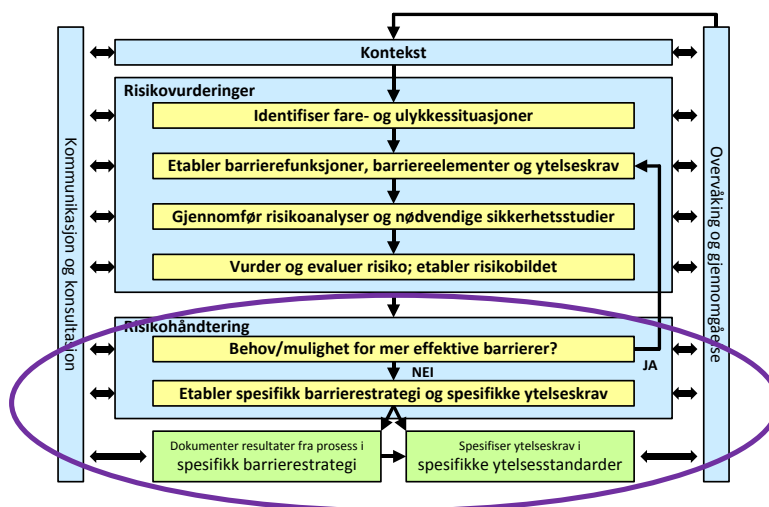 Kontekst
Risikovurderinger
Identifiser fare- og ulykkessituasjoner
Etabler barrierefunksjoner, barriereelementer og ytelseskrav
Gjennomfør risikoanalyser og nødvendige sikkerhetsstudier
Vurder og evaluer risiko; etabler risikobildet
Risikohåndtering
Behov/mulighet for mer effektive barrierer?
NEI
JA
Etabler spesifikk barrierestrategi og spesifikke ytelseskrav
Dokumenter resultater fra prosess i
spesifikk barrierestrategi
Spesifiser ytelseskrav i
spesifikke ytelsesstandarder
Kommunikasjon og konsultasjon
Overvåking og gjennomgåelse